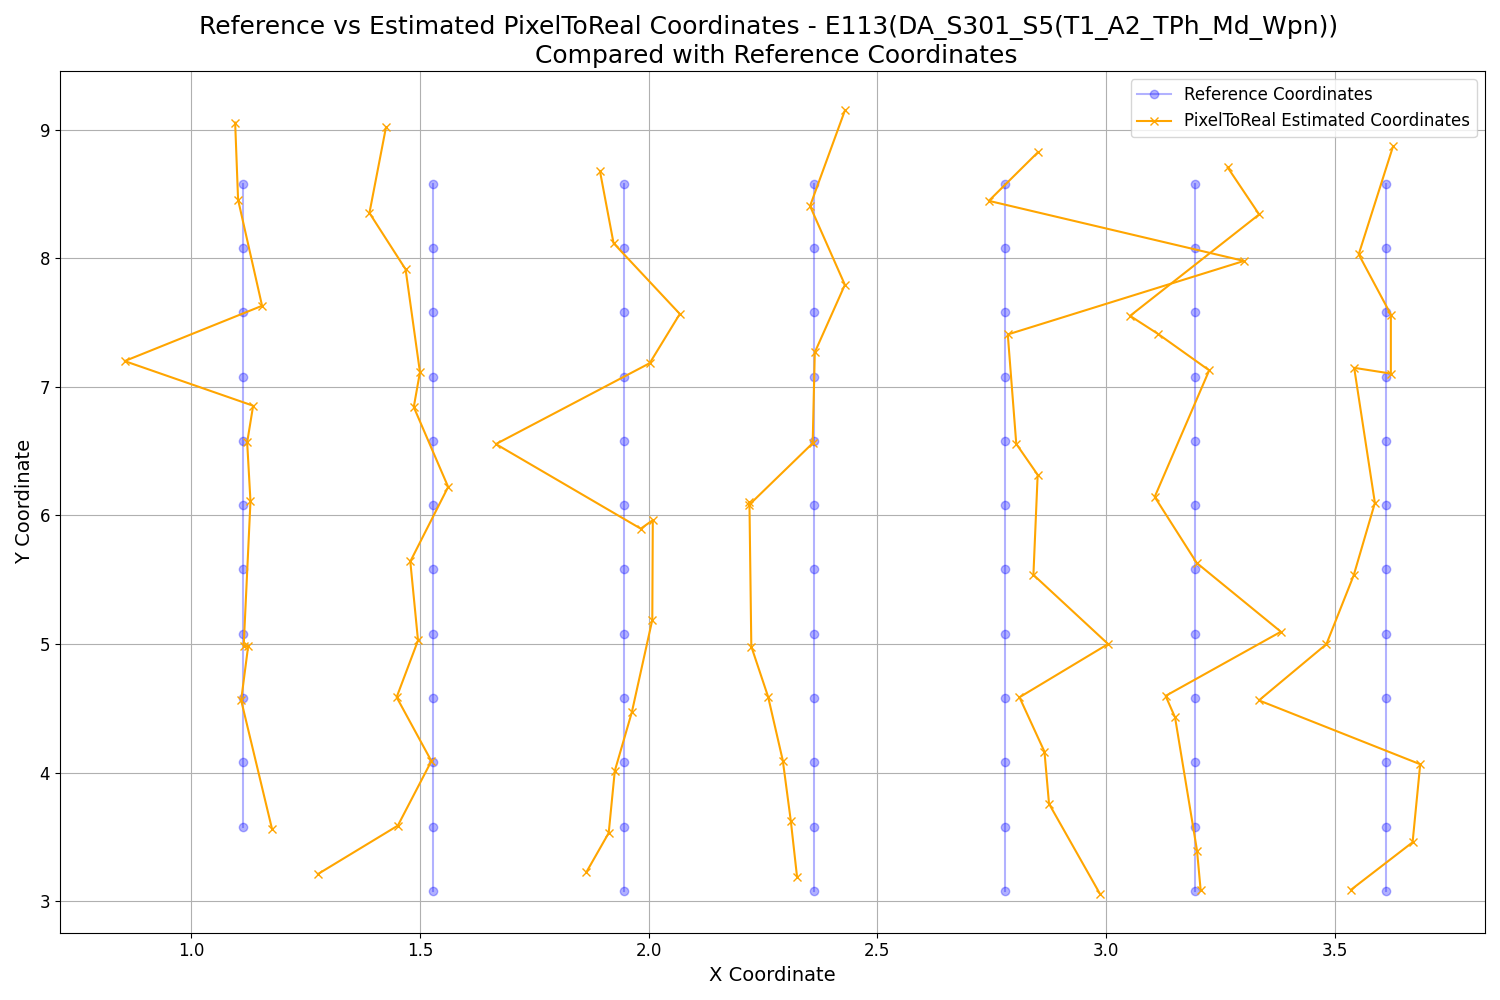 Reference vs Estimated PixelToReal Coordinates - E113(DA_S301_S5(T1_A2_TPh_Md_Wpn))
Compared with Reference Coordinates
Reference Coordinates
PixelToReal Estimated Coordinates
Y Coordinate
9
8
7
6
5
4
3
1.0 1.5 2.0 2.5 3.0 3.5
X Coordinate